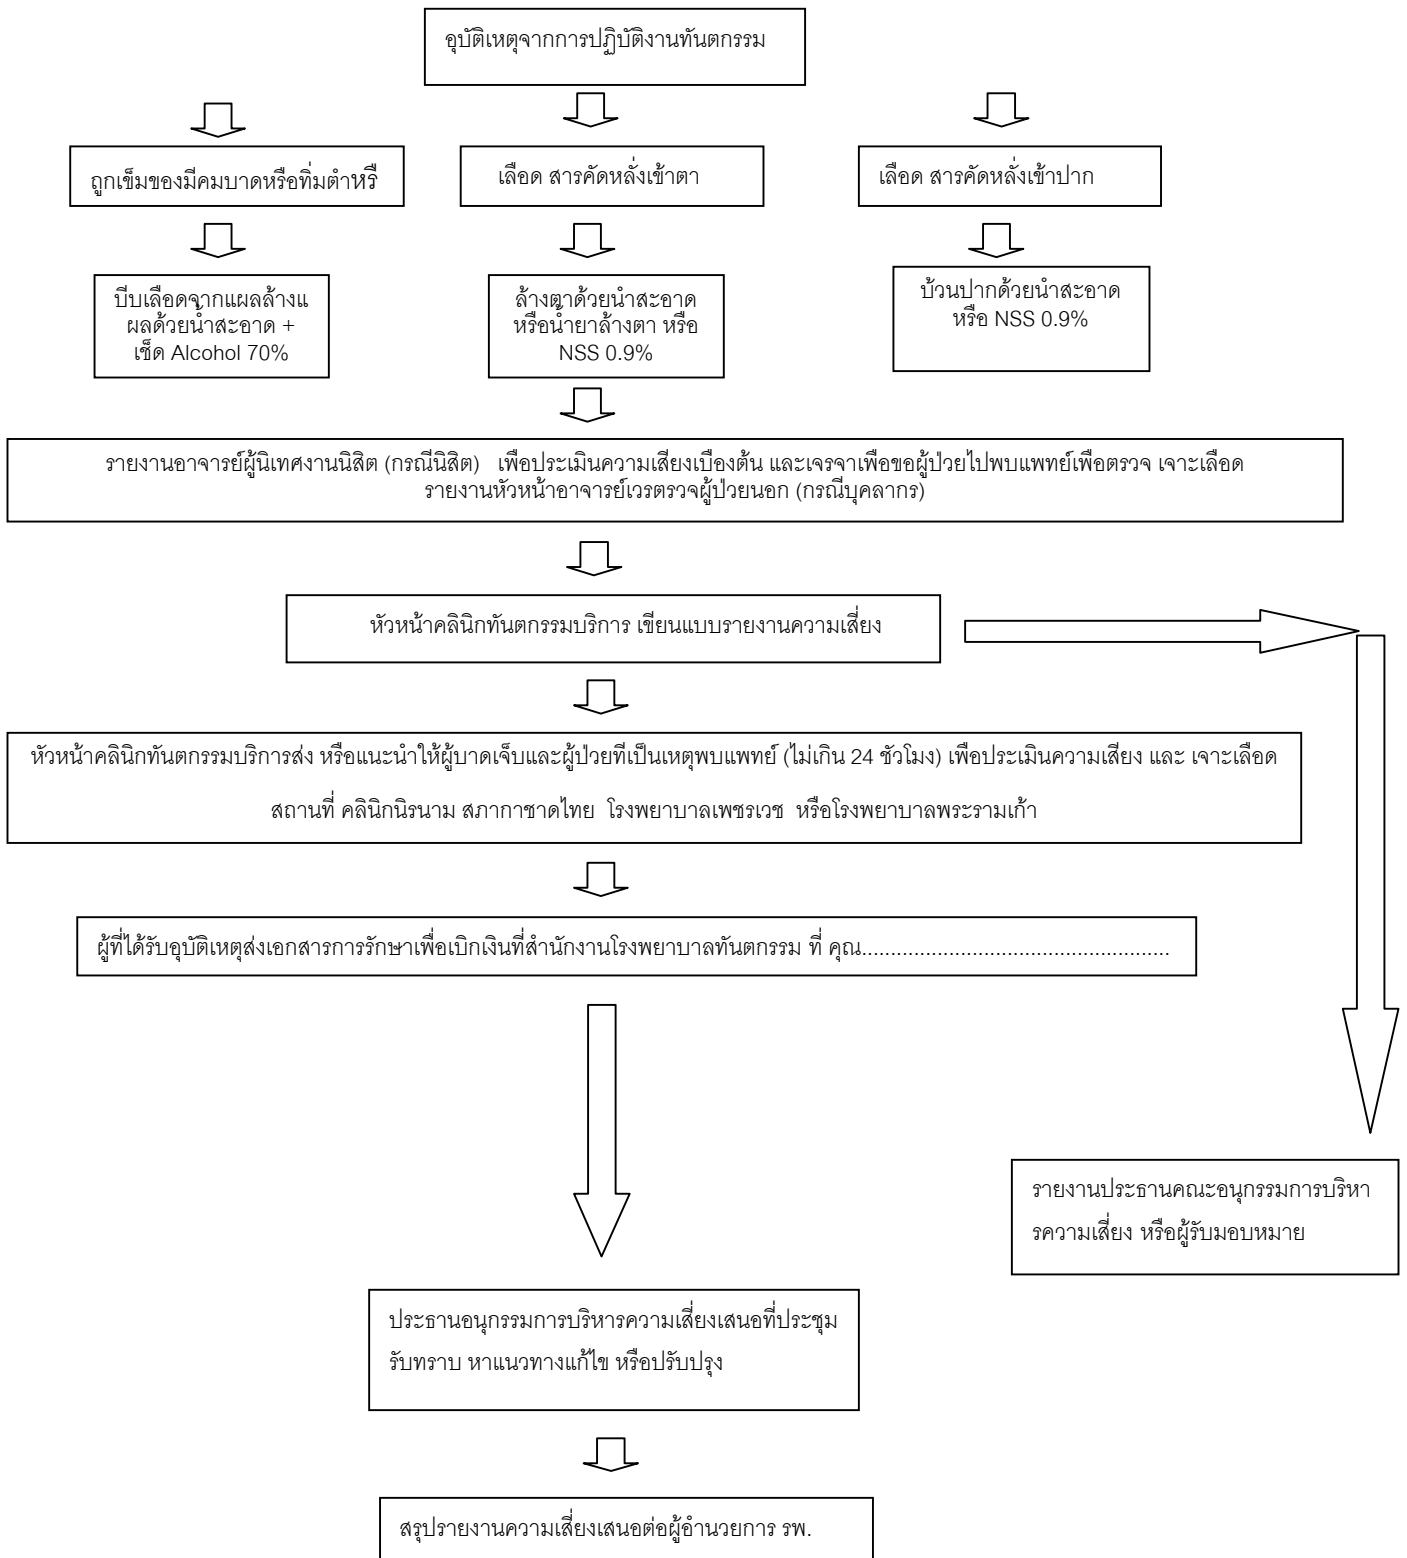 อุบัติเหตุจากการปฏิบัติงานทันตกรรม
ถูกเข็มของมีคมบาดหรือทิ่มตำหรื
เลือด สารคัดหลั่งเข้าตา
เลือด สารคัดหลั่งเข้าปาก
บีบเลือดจากแผลล้างแ
ผลด้วยน้ำสะอาด +
เช็ด Alcohol 70%
ล้างตาด้วยนำสะอาด
หรือน้ำยาล้างตา หรือ
NSS 0.9%
บ้วนปากด้วยนำสะอาด
หรือ NSS 0.9%
รายงานอาจารย์ผู้นิเทศงานนิสิต (กรณีนิสิต) เพื่อประเมินความเสียงเบืองต้น และเจรจาเพื่อขอผู้ป่วยไปพบแพทย์เพื่อตรวจ เจาะเลือด
รายงานหัวหน้าอาจารย์เวรตรวจผู้ป่วยนอก (กรณีบุคลากร)
หัวหน้าคลินิกทันตกรรมบริการ เขียนแบบรายงานความเสี่ยง
หัวหน้าคลินิกทันตกรรมบริการส่ง หรือแนะนำให้ผู้บาดเจ็บและผู้ป่วยทีเป็นเหตุพบแพทย์ (ไม่เกิน 24 ชัวโมง) เพื่อประเมินความเสียง และ เจาะเลือด
สถานที่ คลินิกนิรนาม สภากาชาดไทย โรงพยาบาลเพชรเวช หรือโรงพยาบาลพระรามเก้า
ผู้ที่ได้รับอุบัติเหตุส่งเอกสารการรักษาเพื่อเบิกเงินที่สำนักงานโรงพยาบาลทันตกรรม ที่ คุณ.....................................................
รายงานประธานคณะอนุกรรมการบริหา
รความเสี่ยง หรือผู้รับมอบหมาย
ประธานอนุกรรมการบริหารความเสี่ยงเสนอที่ประชุม
รับทราบ หาแนวทางแก้ไข หรือปรับปรุง
สรุปรายงานความเสี่ยงเสนอต่อผู้อำนวยการ รพ.